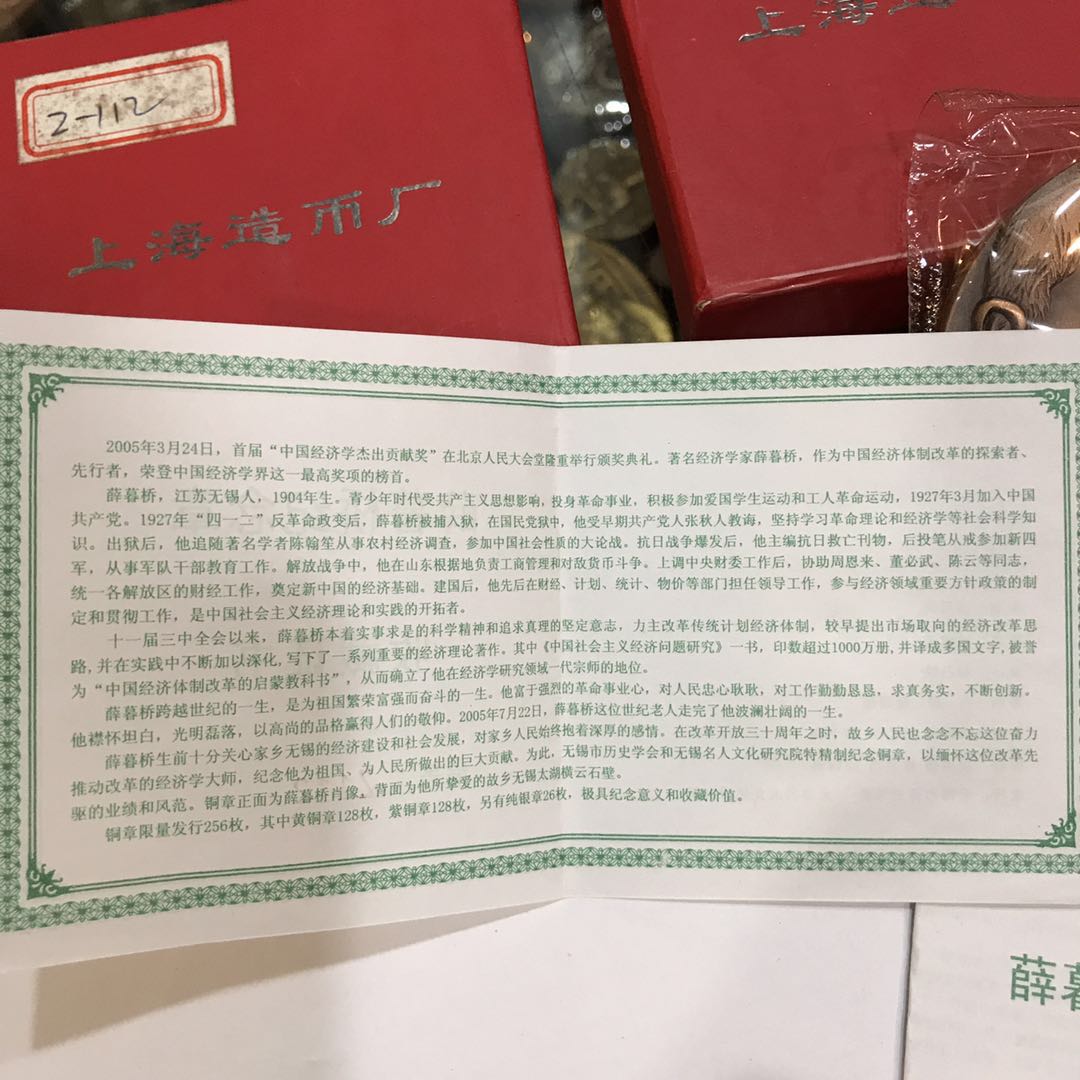 上海造
2-112
上海造币厂
2005年3月24日，首届“中国经济学杰出贡献奖”在北京人民大会堂隆重举行颁奖典礼。著名经济学家薛暮桥，作为中国经济体制改革的探索者、
先行者，荣登中国经济学界这一最高奖项的榜首。
薛暮桥，江苏无锡人，1904年生。青少年时代受共产主义思想影响，投身革命事业，积极参加爱国学生运动和工人革命运动，1927年3月加入中国
共产党。1927年“四一二”反革命政变后，薛暮桥被捕入狱，在国民党狱中，他受早期共产党人张秋人教诲，坚持学习革命理论和经济学等社会科学知
识。出狱后，他追随著名学者陈翰笙从事农村经济调查，参加中国社会性质的大论战。抗日战争爆发后，他主编抗日救亡刊物，后投笔从戎参加新四
军，从事军队干部教育工作。解放战争中，他在山东根据地负责工商管理和对敌货币斗争。上调中央财委工作后，协助周恩来、董必武、陈云等同志，
统一各解放区的财经工作，奠定新中国的经济基础。建国后，他先后在财经、计划、统计、物价等部门担任领导工作，参与经济领域重要方针政策的制
定和贯彻工作，是中国社会主义经济理论和实践的开拓者。
十一届三中全会以来，薛暮桥本着实事求是的科学精神和追求真理的坚定意志，力主改革传统计划经济体制，较早提出市场取向的经济改革思
路，并在实践中不断加以深化，写下了一系列重要的经济理论著作。其中《中国社会主义经济问题研究》一书，印数超过1000万册，并译成多国文字，被誉
为“中国经济体制改革的启蒙教科书”，从而确立了他在经济学研究领域一代宗师的地位。
薛暮桥跨越世纪的一生，是为祖国繁荣富强而奋斗的一生。他富于强烈的革命事业心，对人民忠心耿耿，对工作勤勤恳恳，求真务实，不断创新。
他襟怀坦白，光明磊落，以高尚的品格赢得人们的敬仰。2005年7月22日，薛暮桥这位世纪老人走完了他波澜壮阔的一生。
薛暮桥生前十分关心家乡无锡的经济建设和社会发展，对家乡人民始终抱着深厚的感情。在改革开放三十周年之时，故乡人民也念念不忘这位奋力
推动改革的经济学大师，纪念他为祖国、为人民所做出的巨大贡献。为此，无锡市历史学会和无锡名人文化研究院特精制纪念铜章，以缅怀这位改革先
驱的业绩和风范。铜章正面为薛暮桥肖像，背面为他所挚爱的故乡无锡太湖横云石壁。
铜章限量发行256枚，其中黄铜章128枚，紫铜章128枚，另有纯银章26枚，极具纪念意义和收藏价值。
薛暮